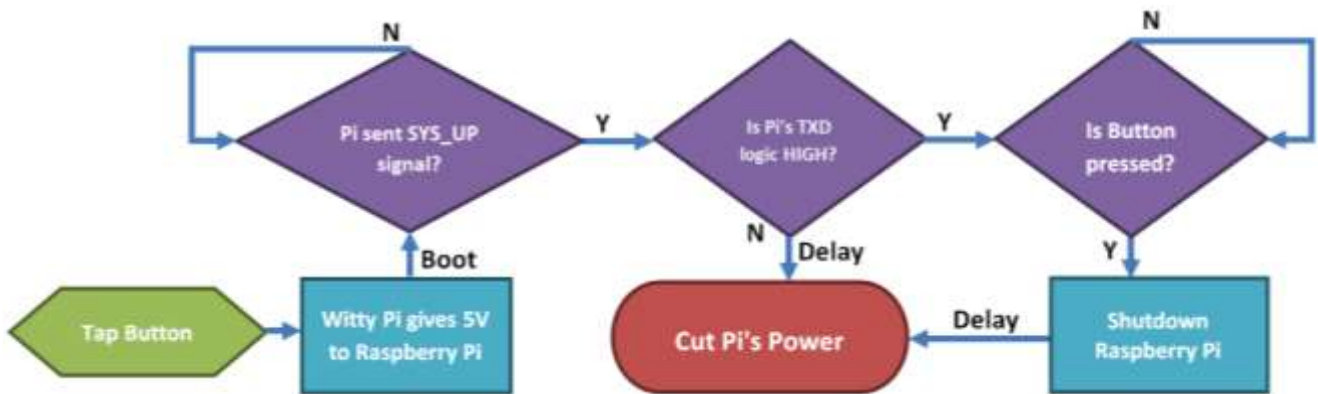 N
N
Pi sent SYS_UP
signal?
Y
Is Pi's TXD
logic HIGH?
Y
Is Button
pressed?
N
Delay
Y
Boot
Tap Button
Witty Pi gives 5V
to Raspberry Pi
Cut Pi's Power
Delay
Shutdown
Raspberry Pi